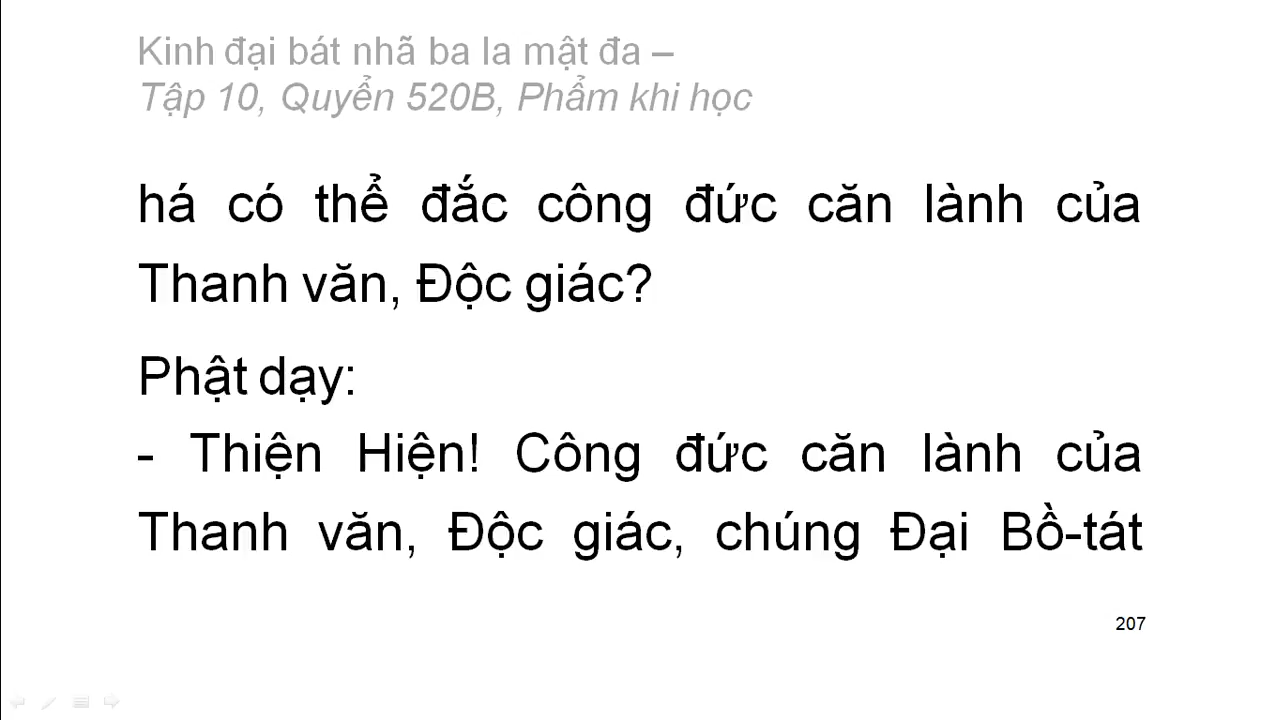 Kinh đại bát nhã ba la mật đa –
Tập 10, Quyển 520B, Phẩm khi học
há có thể đắc công đức căn lành của
Thanh văn, Độc giác?
Phật dạy:
- Thiện Hiện! Công đức căn lành của
Thanh văn, Độc giác, chúng Đại Bồ-tát
207